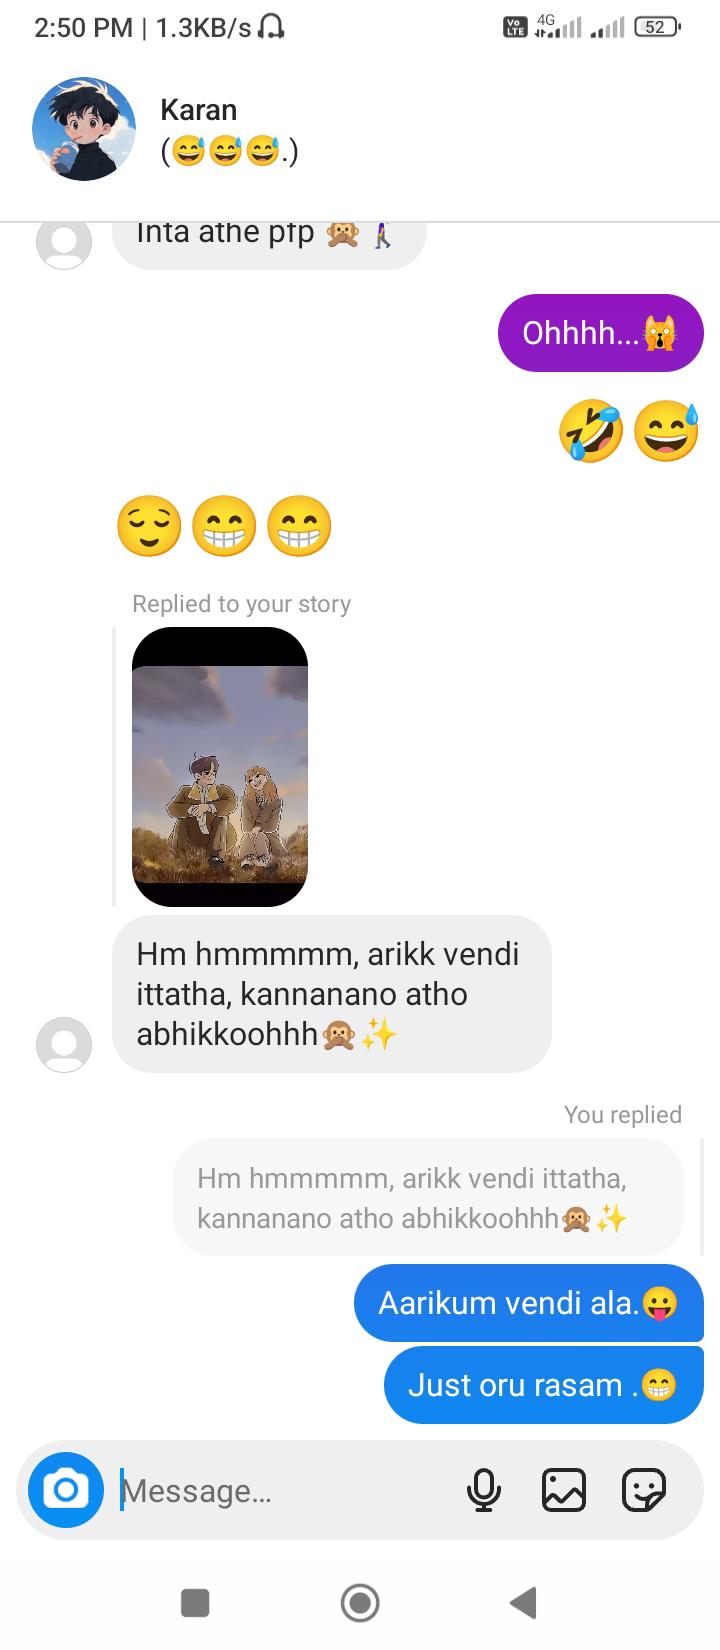 2:50 PM | 1.3KB/s
Vo LTE 4G 52
Karan
(😅😅😅.)
Inta athe pfp 🙊🚶‍♀️
Ohhhh...🙀
🤣😅
😌😁😁
Replied to your story
Hm hmmmmm, arikk vendi
ittatha, kannanano atho
abhikkoohhh🙊✨
You replied
Hm hmmmmm, arikk vendi ittatha,
kannanano atho abhikkoohhh🙊✨
Aarikum vendi ala.😛
Just oru rasam .😁
Message...